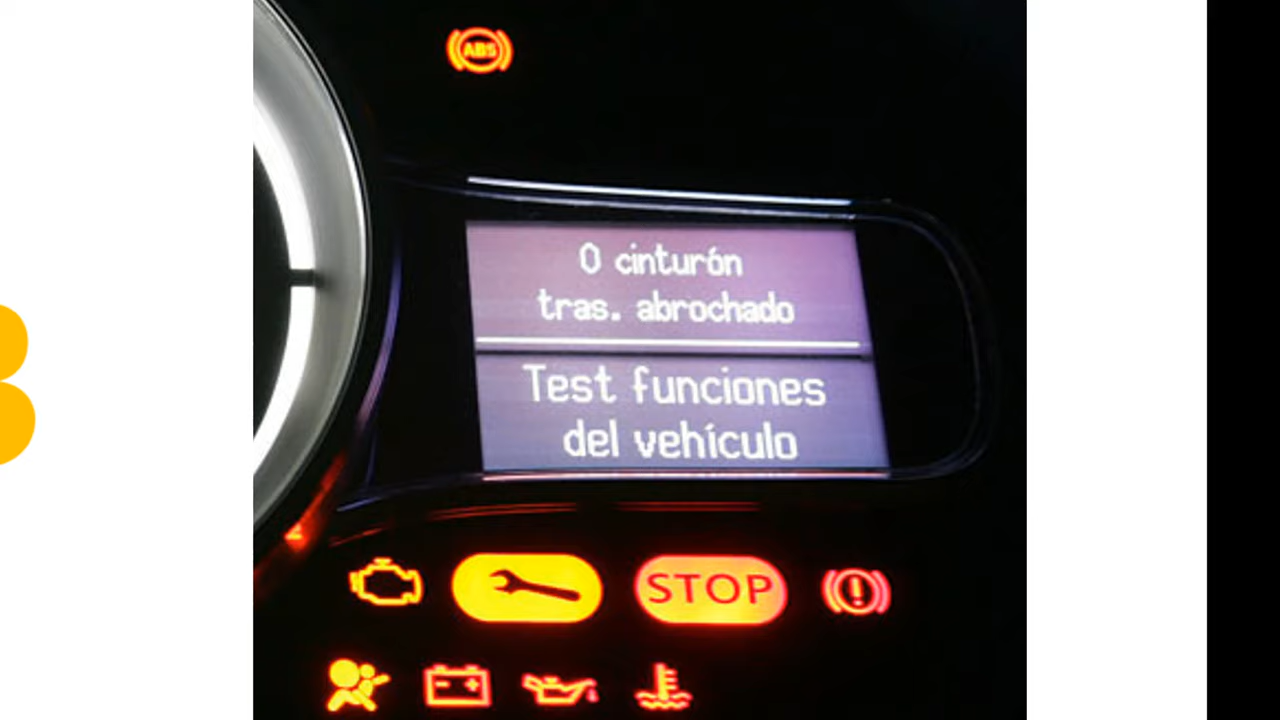 ABS
0 cinturón
tras. abrochado
Test funciones
del vehículo
STOP